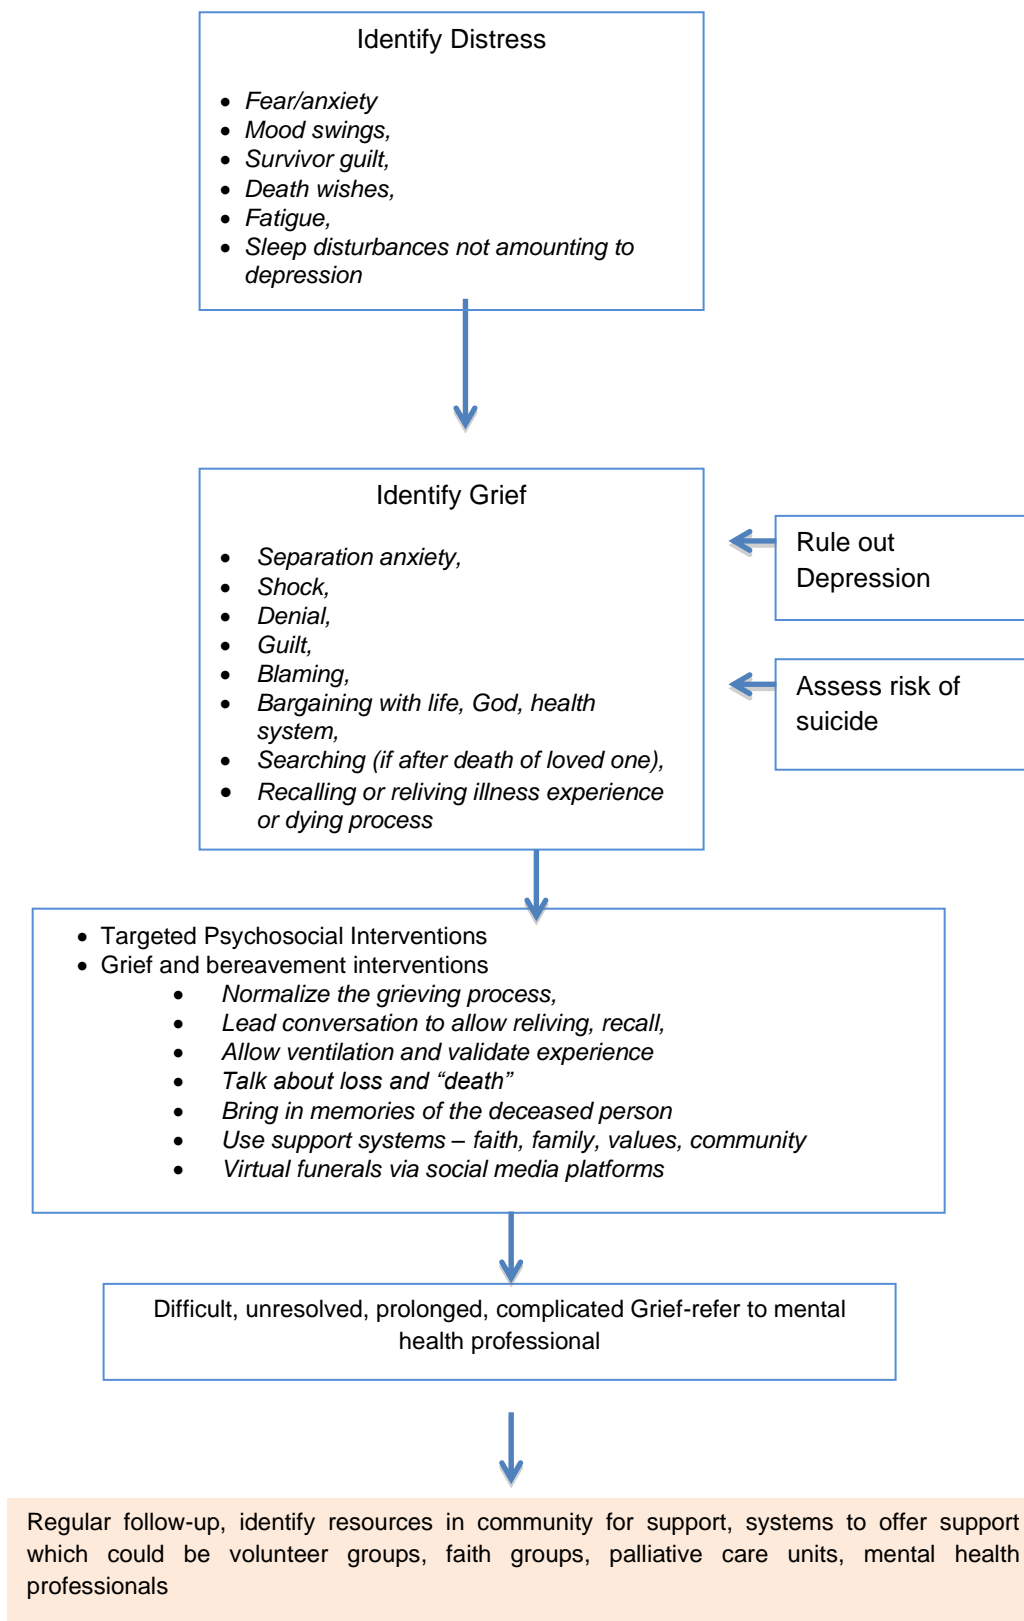 Identify Distress
• Fear/anxiety
• Mood swings,
• Survivor guilt,
• Death wishes,
• Fatigue,
• Sleep disturbances not amounting to
depression
Identify Grief
• Separation anxiety,
• Shock,
• Denial,
• Guilt,
• Blaming,
• Bargaining with life, God, health
system,
• Searching (if after death of loved one),
• Recalling or reliving illness experience
or dying process
Rule out
Depression
Assess risk of
suicide
• Targeted Psychosocial Interventions
• Grief and bereavement interventions
• Normalize the grieving process,
• Lead conversation to allow reliving, recall,
• Allow ventilation and validate experience
• Talk about loss and “death”
• Bring in memories of the deceased person
• Use support systems – faith, family, values, community
• Virtual funerals via social media platforms
Difficult, unresolved, prolonged, complicated Grief-refer to mental
health professional
Regular follow-up, identify resources in community for support, systems to offer support
which could be volunteer groups, faith groups, palliative care units, mental health
professionals